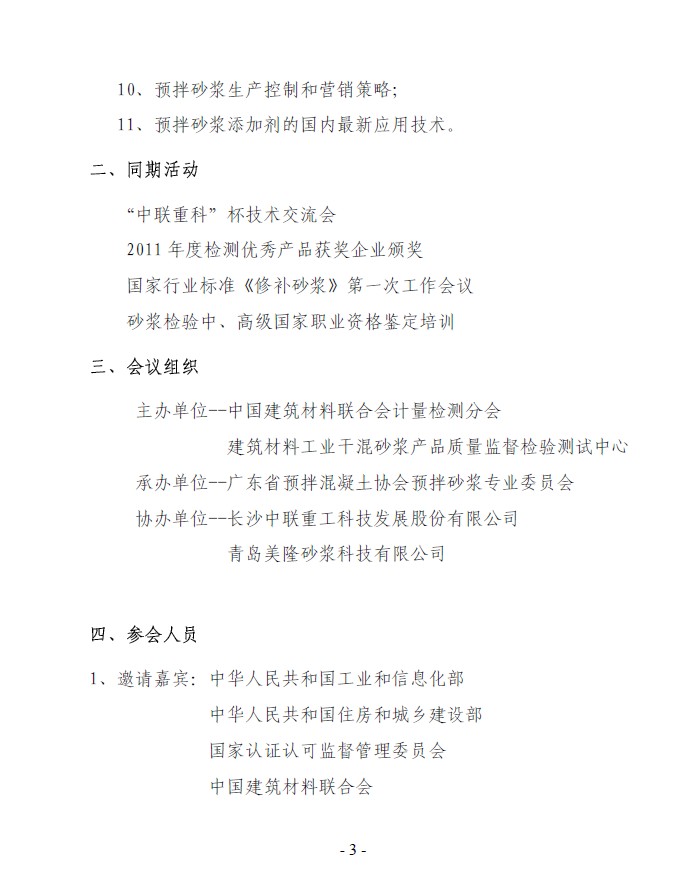 10、预拌砂浆生产控制和营销策略;
11、预拌砂浆添加剂的国内最新应用技术。
二、同期活动
“中联重科”杯技术交流会
2011 年度检测优秀产品获奖企业颁奖
国家行业标准《修补砂浆》第一次工作会议
砂浆检验中、高级国家职业资格鉴定培训
三、会议组织
主办单位--中国建筑材料联合会计量检测分会
建筑材料工业干混砂浆产品质量监督检验测试中心
承办单位--广东省预拌混凝土协会预拌砂浆专业委员会
协办单位--长沙中联重工科技发展股份有限公司
青岛美隆砂浆科技有限公司
四、参会人员
1、邀请嘉宾: 中华人民共和国工业和信息化部
中华人民共和国住房和城乡建设部
国家认证认可监督管理委员会
中国建筑材料联合会
- 3 -